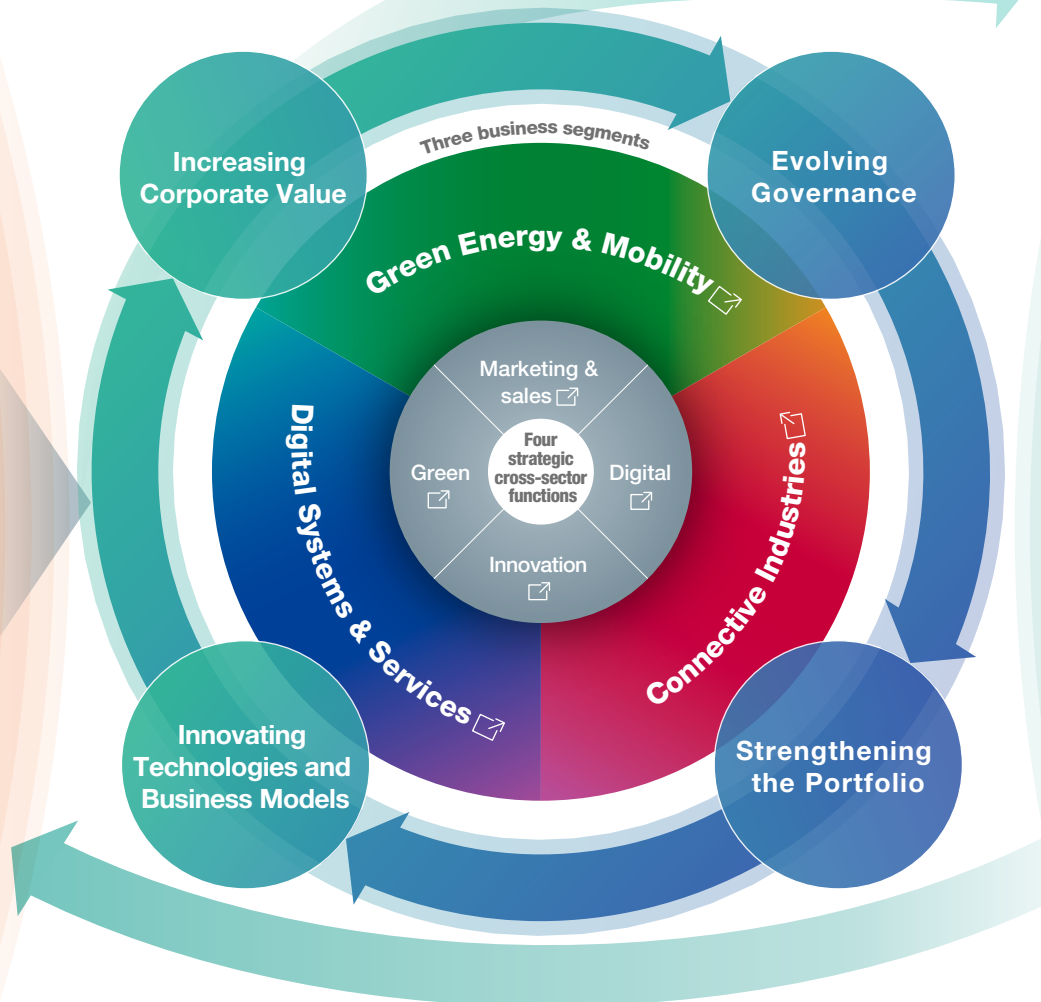 Three business segments
Increasing
Corporate Value
Evolving
Governance
Green Energy & Mobility
Marketing &
sales
Four
strategic
cross-sector
functions
Green
Digital
Innovation
Digital Systems & Services
Connective Industries
Innovating
Technologies and
Business Models
Strengthening
the Portfolio